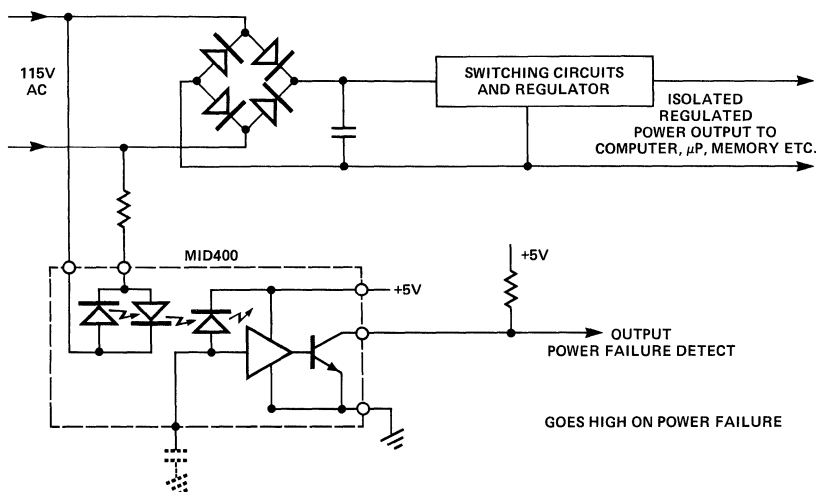 115V
AC
SWITCHING CIRCUITS
AND REGULATOR
ISOLATED
REGULATED
POWER OUTPUT TO
COMPUTER, μP, MEMORY ETC.
MID400
+5V
+5V
OUTPUT
POWER FAILURE DETECT
GOES HIGH ON POWER FAILURE